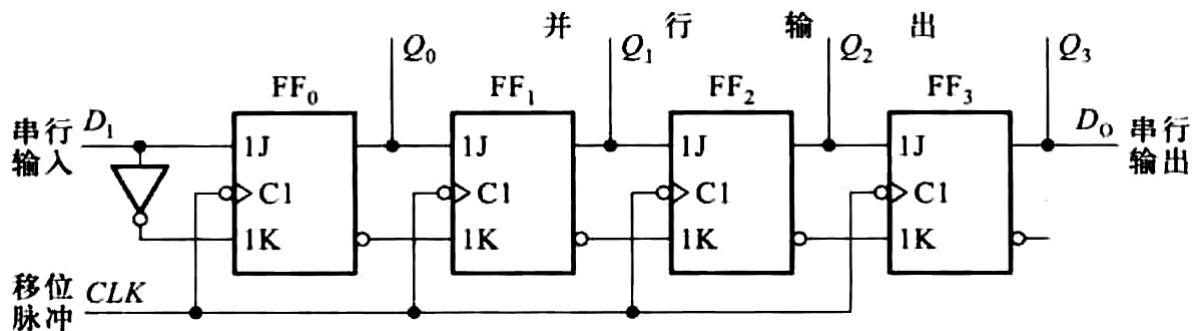 并行输出
Q₀
Q₁
Q₂
Q₃
FF₀
FF₁
FF₂
FF₃
串行输入
D₁
1J
1J
1J
1J
D₀
串行输出
C1
C1
C1
C1
1K
1K
1K
1K
移位脉冲
CLK